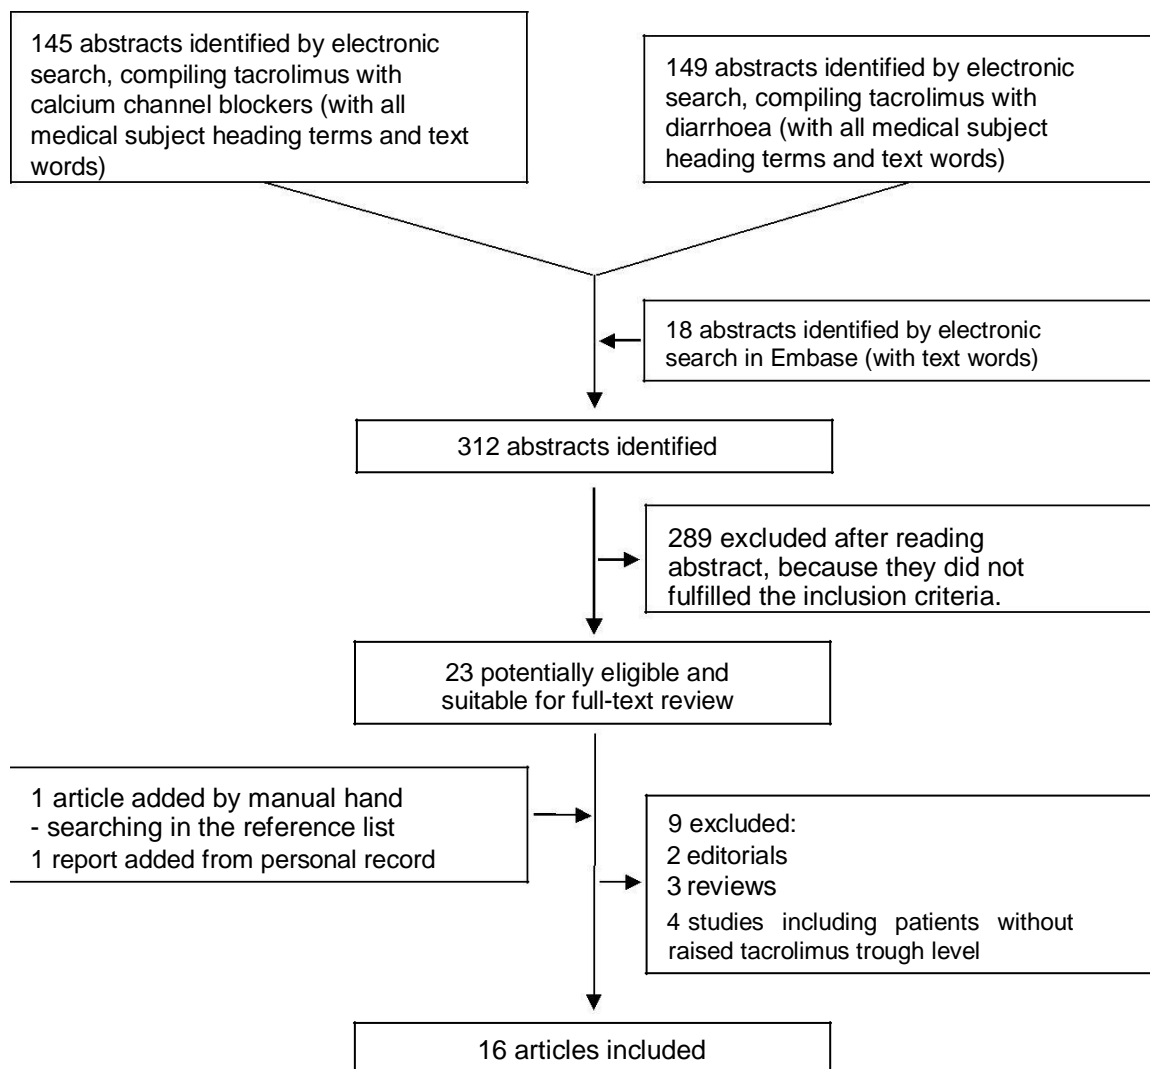 145 abstracts identified by electronic
search, compiling tacrolimus with
calcium channel blockers (with all
medical subject heading terms and text
words)
149 abstracts identified by electronic
search, compiling tacrolimus with
diarrhoea (with all medical subject
heading terms and text words)
18 abstracts identified by electronic
search in Embase (with text words)
312 abstracts identified
289 excluded after reading
abstract, because they did not
fulfilled the inclusion criteria.
23 potentially eligible and
suitable for full-text review
1 article added by manual hand
- searching in the reference list
1 report added from personal record
9 excluded:
2 editorials
3 reviews
4 studies including patients without
raised tacrolimus trough level
16 articles included